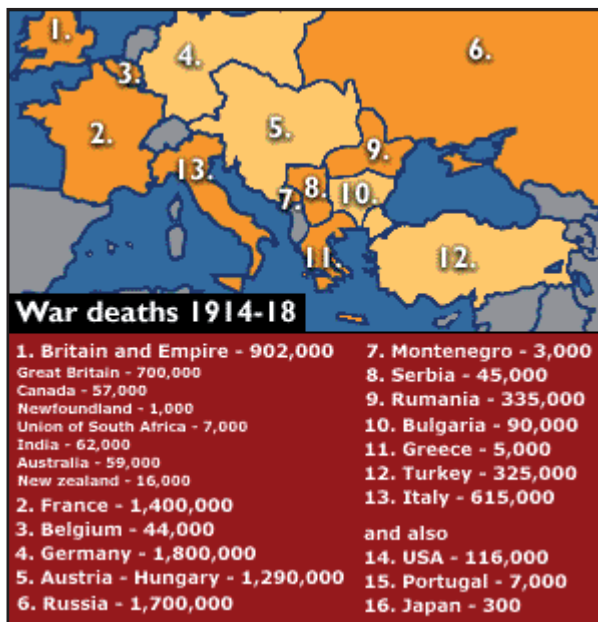 1.
2.
3.
4.
5.
6.
7.
8.
9.
10.
11.
12.
13.
War deaths 1914-18
1. Britain and Empire - 902,000
Great Britain - 700,000
Canada - 57,000
Newfoundland - 1,000
Union of South Africa - 7,000
India - 62,000
Australia - 59,000
New zealand - 16,000
2. France - 1,400,000
3. Belgium - 44,000
4. Germany - 1,800,000
5. Austria - Hungary - 1,290,000
6. Russia - 1,700,000
7. Montenegro - 3,000
8. Serbia - 45,000
9. Rumania - 335,000
10. Bulgaria - 90,000
11. Greece - 5,000
12. Turkey - 325,000
13. Italy - 615,000
and also
14. USA - 116,000
15. Portugal - 7,000
16. Japan - 300